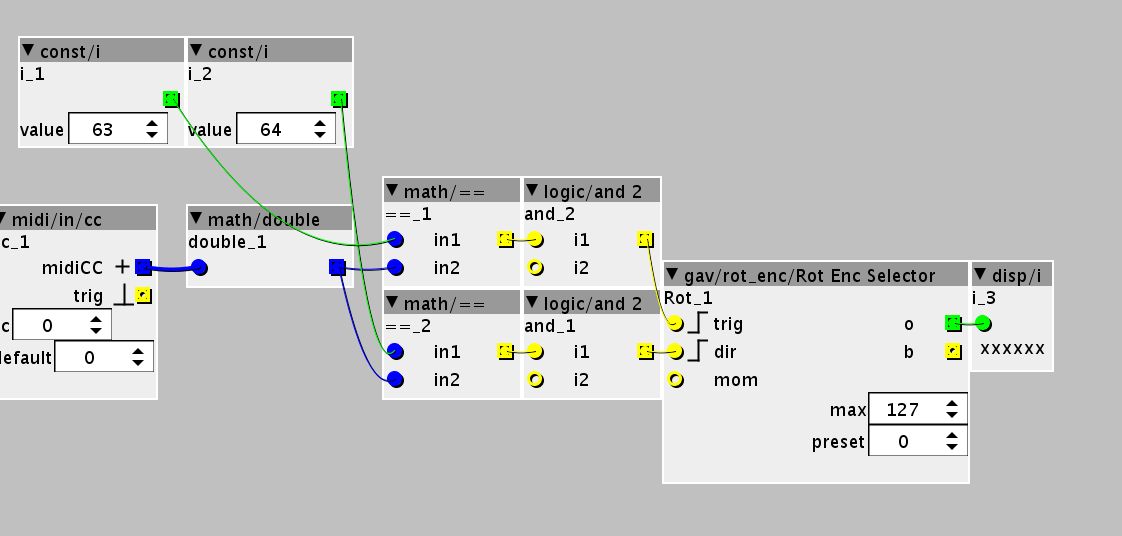 ▼ const/i
i_1
value 63
▼ const/i
i_2
value 64
▼ midi/in/cc
c_1
midiCC +
trig
c 0
default 0
▼ math/double
double_1
▼ math/==
==_1
in1
in2
▼ logic/and 2
and_2
i1
i2
▼ math/==
==_2
in1
in2
▼ logic/and 2
and_1
i1
i2
▼ gav/rot_enc/Rot Enc Selector
Rot_1
trig o
dir b
mom
max 127
preset 0
▼ disp/i
i_3
xxxxxx